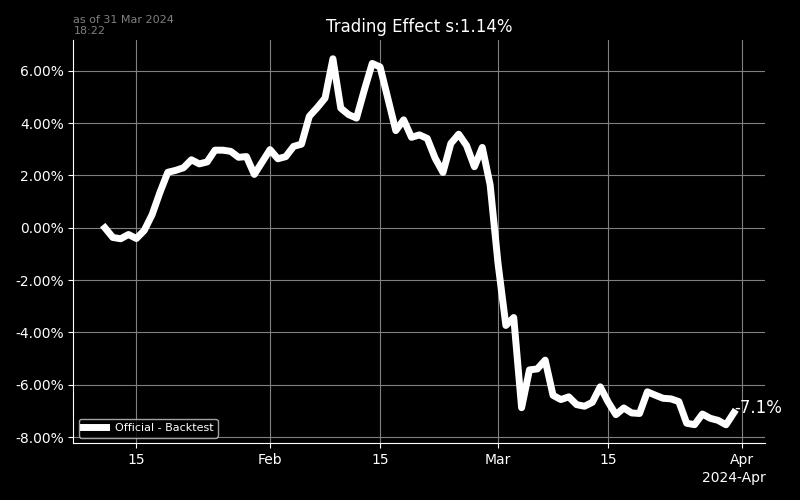 as of 31 Mar 2024
18:22
Trading Effect s:1.14%
6.00%
4.00%
2.00%
0.00%
-2.00%
-4.00%
-6.00%
-8.00%
-7.1%
Official - Backtest
15
Feb
15
Mar
15
Apr
2024-Apr